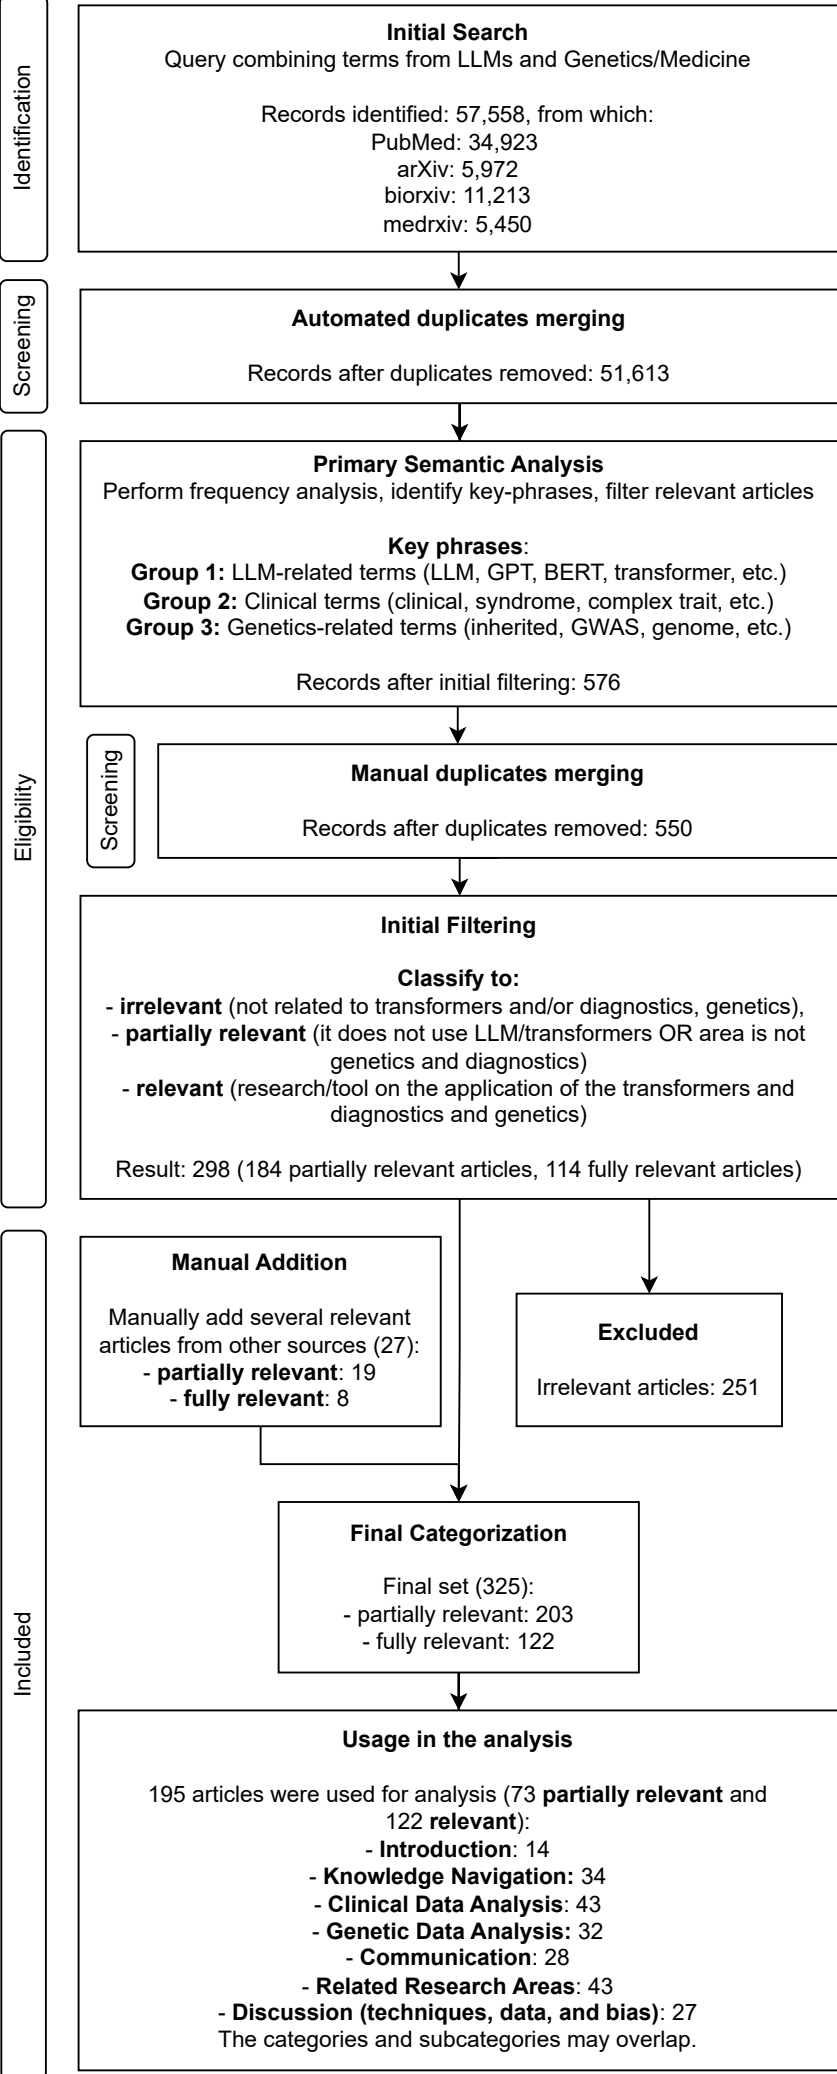 Identification
Initial Search
Query combining terms from LLMs and Genetics/Medicine
Records identified: 57,558, from which:
PubMed: 34,923
arXiv: 5,972
biorxiv: 11,213
medrxiv: 5,450
Screening
Automated duplicates merging
Records after duplicates removed: 51,613
Eligibility
Primary Semantic Analysis
Perform frequency analysis, identify key-phrases, filter relevant articles
Key phrases:
Group 1: LLM-related terms (LLM, GPT, BERT, transformer, etc.)
Group 2: Clinical terms (clinical, syndrome, complex trait, etc.)
Group 3: Genetics-related terms (inherited, GWAS, genome, etc.)
Records after initial filtering: 576
Screening
Manual duplicates merging
Records after duplicates removed: 550
Initial Filtering
Classify to:
- irrelevant (not related to transformers and/or diagnostics, genetics),
- partially relevant (it does not use LLM/transformers OR area is not
genetics and diagnostics)
- relevant (research/tool on the application of the transformers and
diagnostics and genetics)
Result: 298 (184 partially relevant articles, 114 fully relevant articles)
Included
Manual Addition
Manually add several relevant
articles from other sources (27):
- partially relevant: 19
- fully relevant: 8
Excluded
Irrelevant articles: 251
Final Categorization
Final set (325):
- partially relevant: 203
- fully relevant: 122
Usage in the analysis
195 articles were used for analysis (73 partially relevant and
122 relevant):
- Introduction: 14
- Knowledge Navigation: 34
- Clinical Data Analysis: 43
- Genetic Data Analysis: 32
- Communication: 28
- Related Research Areas: 43
- Discussion (techniques, data, and bias): 27
The categories and subcategories may overlap.